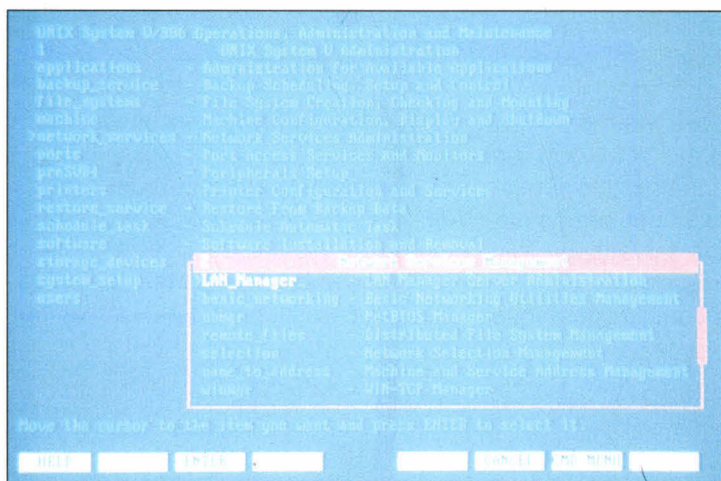 UNIX System V/386 Operations, Administration and Maintenance
1 UNIX System V Administration
applications - Administration for Available Applications
backup_service - Backup Scheduling, Setup and Control
file_systems - File System Creation, Checking and Mounting
machine - Machine Configuration, Display and Shutdown
>network_services - Network Services Administration
ports - Port Access Services and Monitors
preSVR4 - Peripherals Setup
printers - Printer Configuration and Services
restore_service - Restore From Backup Data
schedule_task - Schedule Automatic Task
software - Software Installation and Removal
storage_devices
system_setup
users
Network Services Management
LAN_Manager - LAN Manager Server Administration
basic_networking - Basic Networking Utilities Management
nbmgr - NetBIOS Manager
remote_files - Distributed File System Management
selection - Network Selection Management
name_to_address - Machine and Service Address Management
winmgr - WIN-TCP Manager
Move the cursor to the item you want and press ENTER to select it.
HELP ENTER CANCEL CMD-MENU